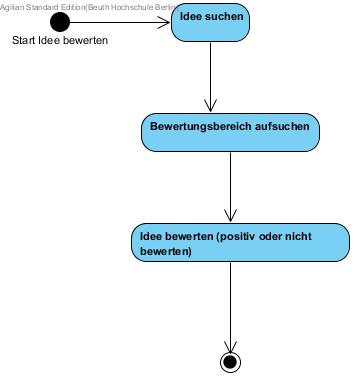 Agilian Standard Edition(Beuth Hochschule Berlin
Idee suchen
Start Idee bewerten
Bewertungsbereich aufsuchen
Idee bewerten (positiv oder nicht
bewerten)